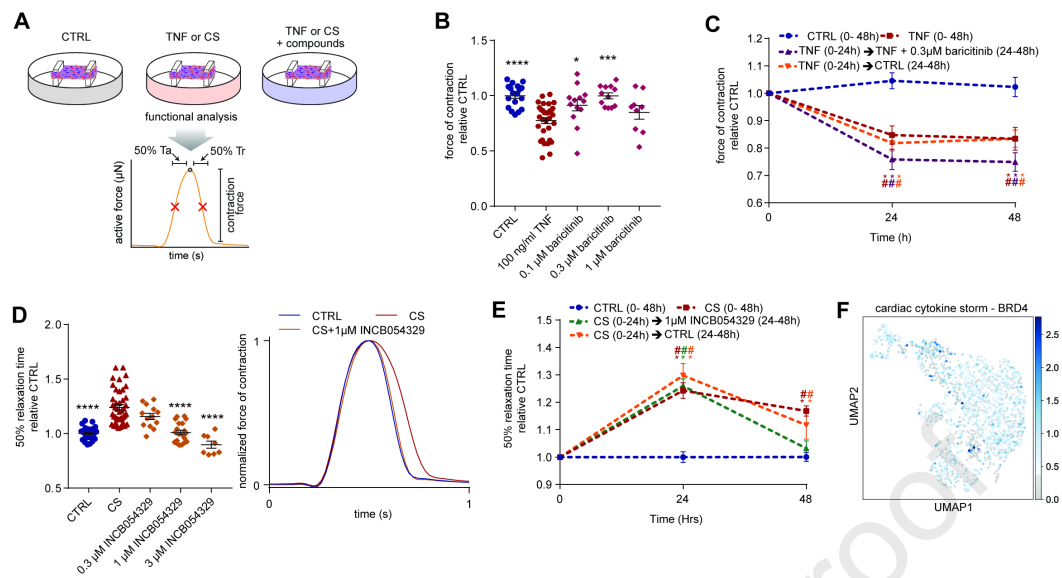 A
CTRL
TNF or CS
TNF or CS
+ compounds
functional analysis
50% Ta
50% Tr
active force (µN)
contraction
force
time (s)
B
force of contraction
relative CTRL
1.5
1.0
0.5
0.0
****
*
***
CTRL
100 ng/ml TNF
0.1 µM baricitinib
0.3 µM baricitinib
1 µM baricitinib
C
CTRL (0- 48h)
TNF (0- 48h)
TNF (0-24h) ➔ TNF + 0.3µM baricitinib (24-48h)
TNF (0-24h) ➔ CTRL (24-48h)
force of contraction
relative CTRL
1.2
1.1
1.0
0.9
0.8
0.7
0.6
* * *
###
* * *
###
0
24
48
Time (h)
D
50% relaxation time
relative CTRL
2.0
1.5
1.0
0.5
****
****
****
CTRL
CS
0.3 µM INCB054329
1 µM INCB054329
3 µM INCB054329
CTRL
CS
CS+1µM INCB054329
normalized force of contraction
1
0
0
1
time (s)
E
CTRL (0- 48h)
CS (0- 48h)
CS (0-24h) ➔ 1µM INCB054329 (24-48h)
CS (0-24h) ➔ CTRL (24-48h)
50% relaxation time
relative CTRL
1.5
1.4
1.3
1.2
1.1
1.0
0.9
###
* * *
##
* *
0
24
48
Time (Hrs)
F
cardiac cytokine storm - BRD4
UMAP2
UMAP1
2.5
2.0
1.5
1.0
0.5
0.0
roof